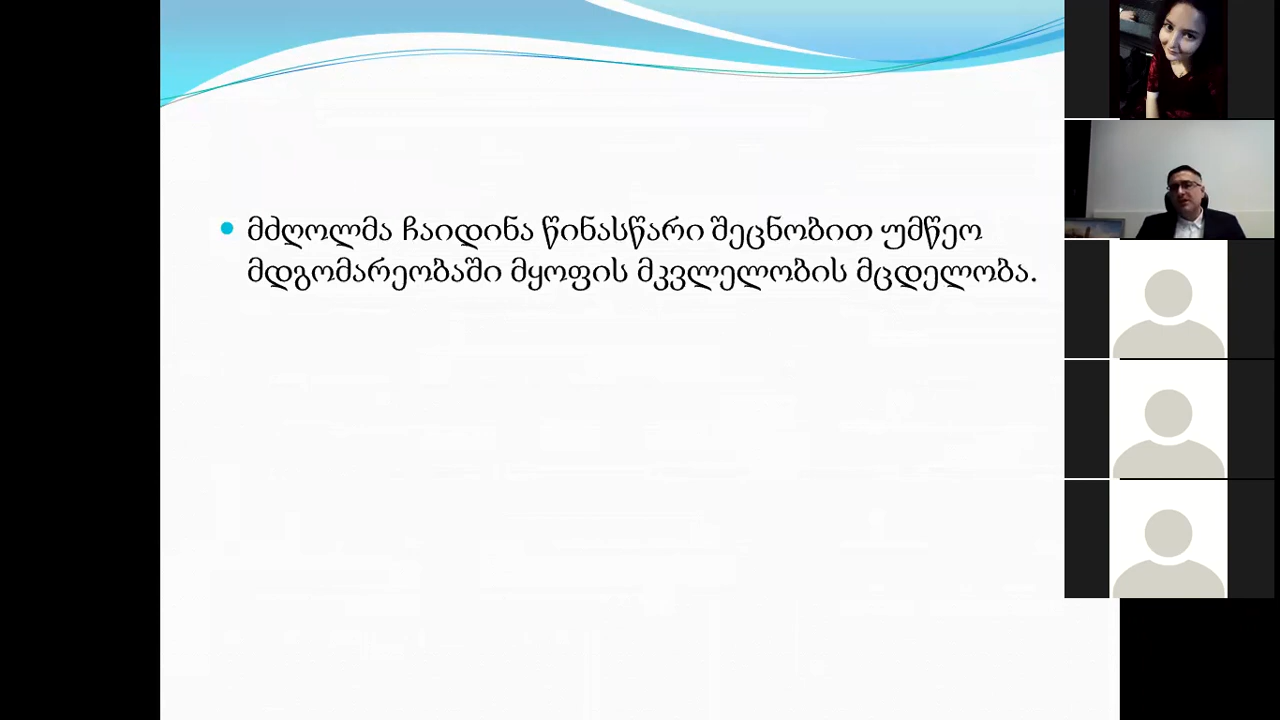 მძღოლმა ჩაიდინა წინასწარი შეცნობით უმწეო
მდგომარეობაში მყოფის მკვლელობის მცდელობა.